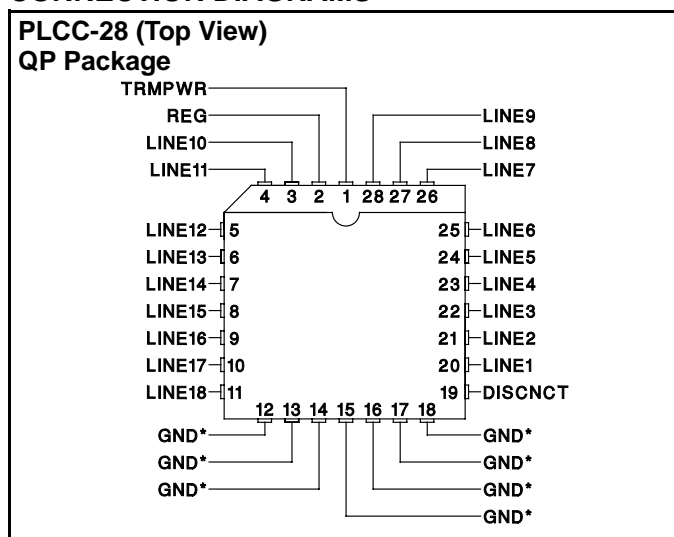 PLCC-28 (Top View)
QP Package
TRMPWR
REG
LINE10
LINE11
LINE9
LINE8
LINE7
4 3 2 1 28 27 26
LINE12 5
LINE13 6
LINE14 7
LINE15 8
LINE16 9
LINE17 10
LINE18 11
25 LINE6
24 LINE5
23 LINE4
22 LINE3
21 LINE2
20 LINE1
19 DISCNCT
12 13 14 15 16 17 18
GND*
GND*
GND*
GND*
GND*
GND*
GND*